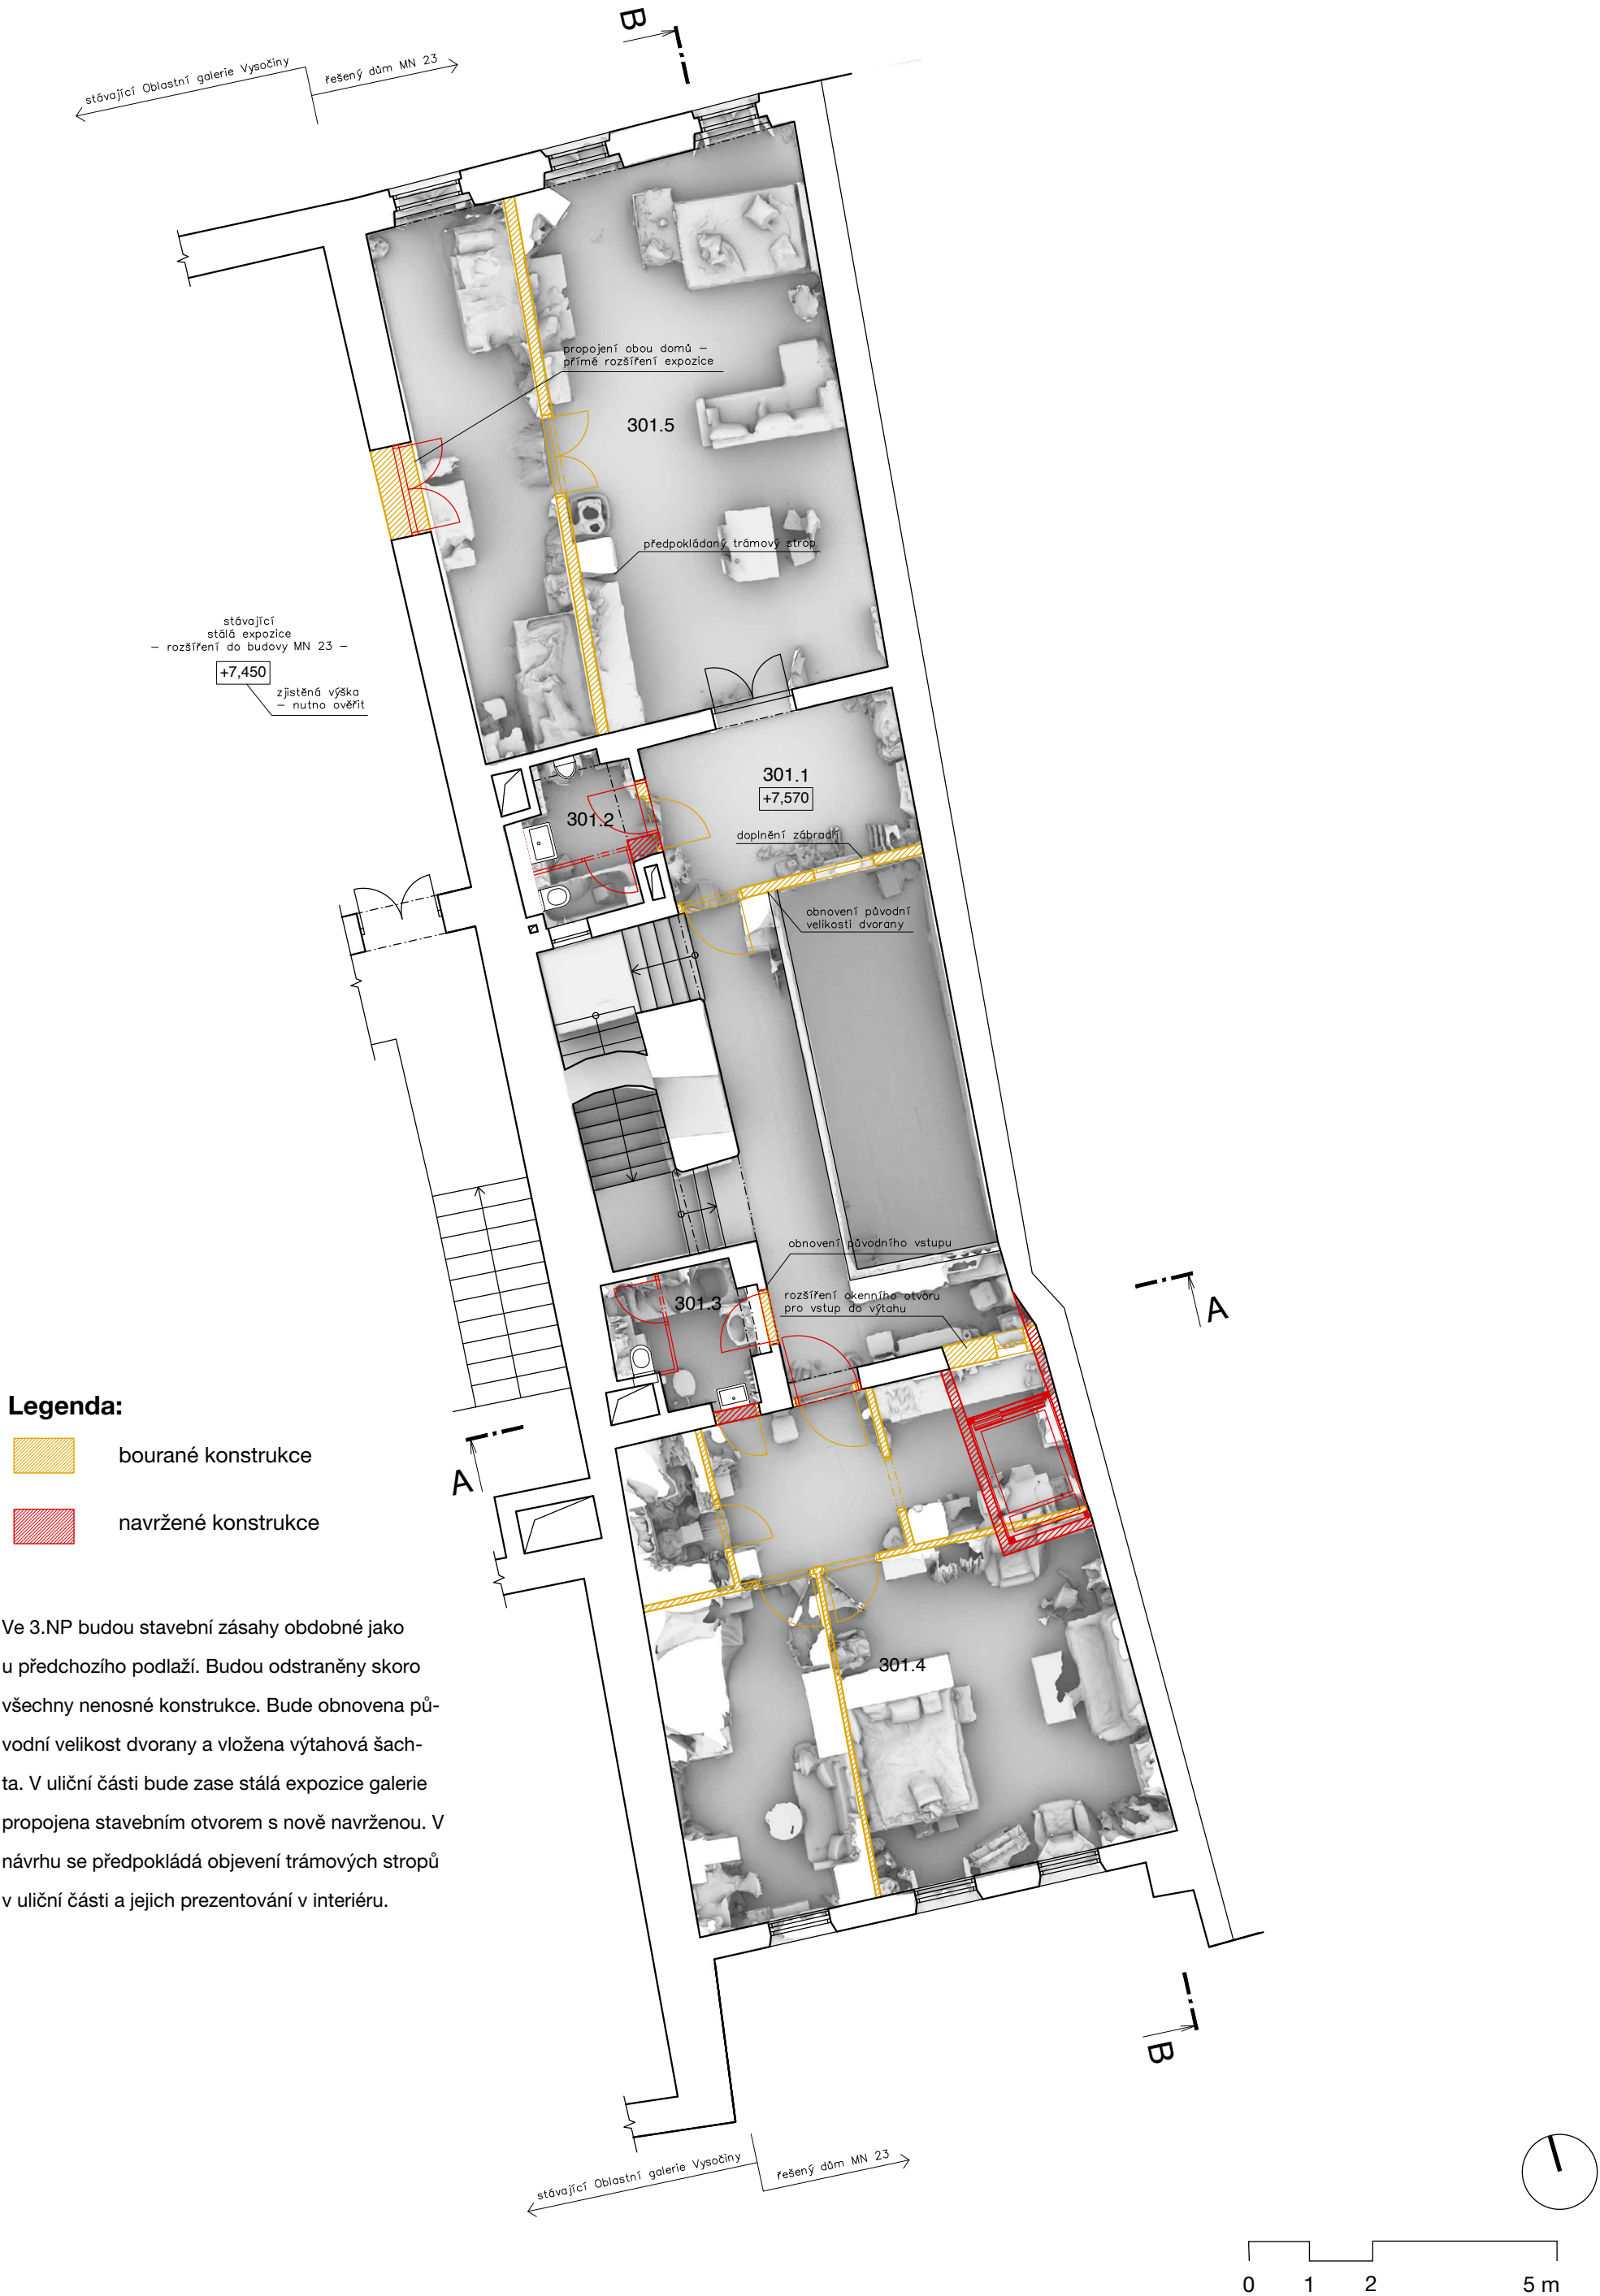 B
stávající Oblastní galerie Vysočiny
řešený dům MN 23
propojení obou domů –
přímé rozšíření expozice
301.5
předpokládaný trámový strop
stávající
stálá expozice
– rozšíření do budovy MN 23 –
+7,450
zjistěná výška
– nutno ověřit
301.1
+7,570
301.2
doplnění zábradlí
obnovení původní
velikosti dvorany
obnovení původního vstupu
301.3
rozšíření okenního otvoru
pro vstup do výtahu
A
A
Legenda:
bourané konstrukce
navržené konstrukce
Ve 3.NP budou stavební zásahy obdobné jako
u předchozího podlaží. Budou odstraněny skoro
všechny nenosné konstrukce. Bude obnovena pů-
vodní velikost dvorany a vložena výtahová šach-
ta. V uliční části bude zase stálá expozice galerie
propojena stavebním otvorem s nově navrženou. V
návrhu se předpokládá objevení trámových stropů
v uliční části a jejich prezentování v interiéru.
301.4
B
stávající Oblastní galerie Vysočiny
řešený dům MN 23
0 1 2 5 m